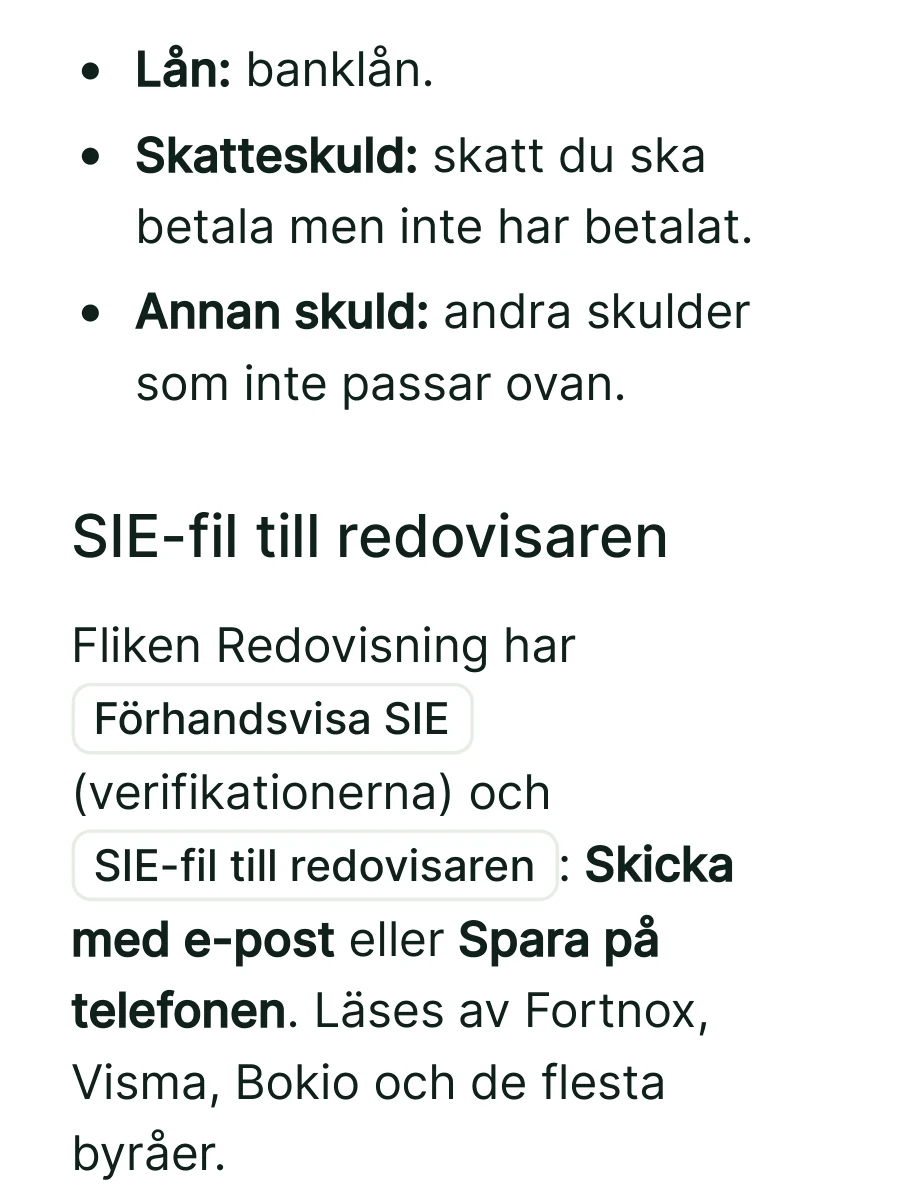 • Lån: banklån.
• Skatteskuld: skatt du ska
betala men inte har betalat.
• Annan skuld: andra skulder
som inte passar ovan.
SIE-fil till redovisaren
Fliken Redovisning har
Förhandsvisa SIE
(verifikationerna) och
SIE-fil till redovisaren : Skicka
med e-post eller Spara på
telefonen. Läses av Fortnox,
Visma, Bokio och de flesta
byråer.